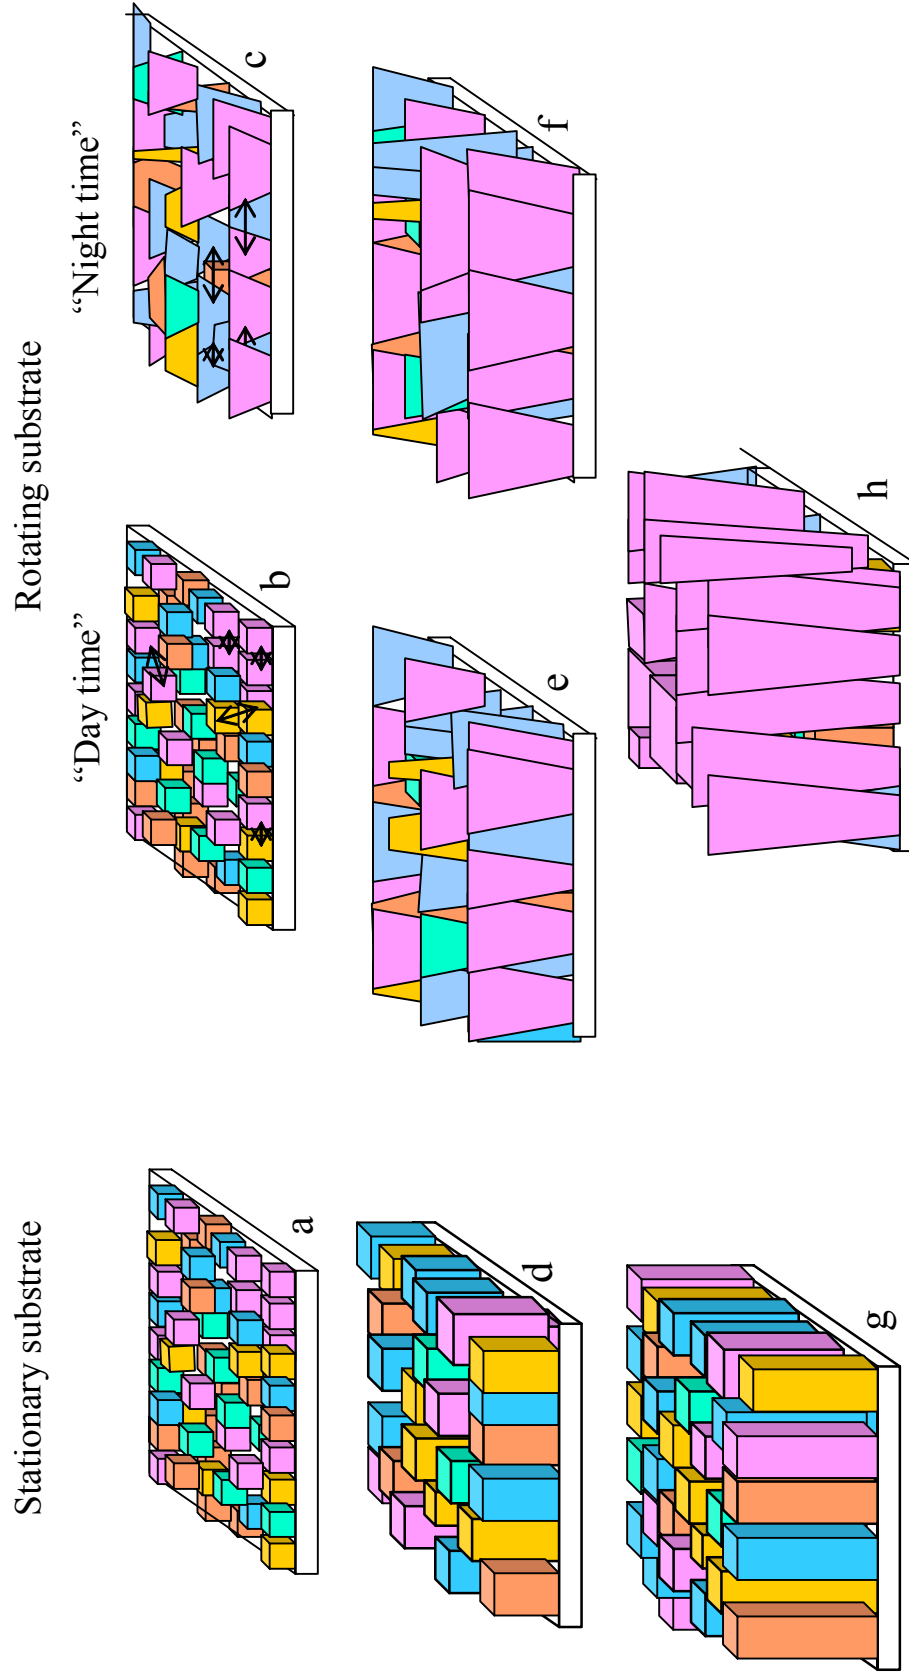 Stationary substrate
Rotating substrate
“Day time”
“Night time”
a
b
c
d
e
f
g
h